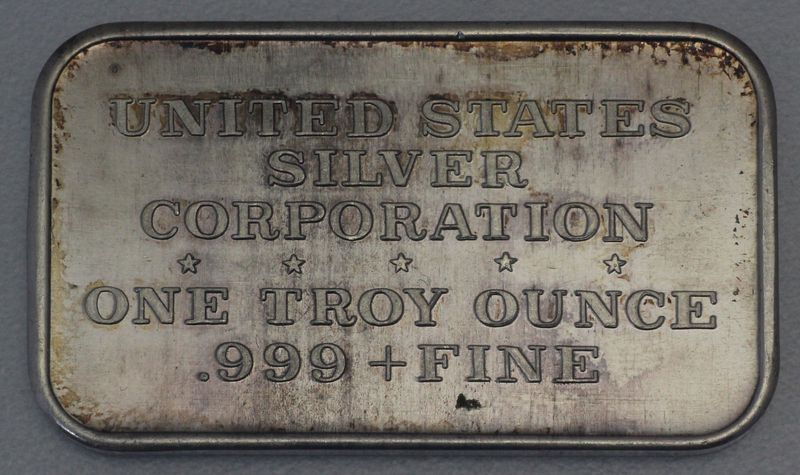 UNITED STATES
SILVER
CORPORATION
ONE TROY OUNCE
.999 + FINE